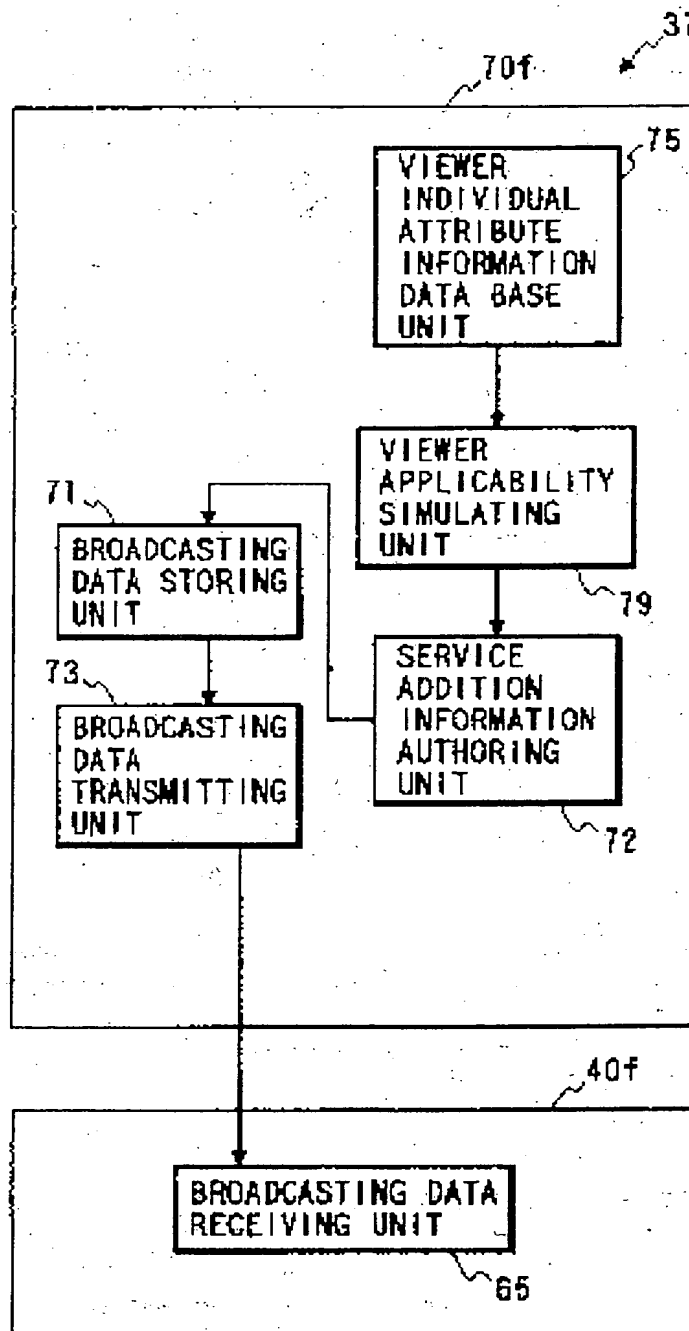 37
70f
75
VIEWER
INDIVIDUAL
ATTRIBUTE
INFORMATION
DATA BASE
UNIT
VIEWER
APPLICABILITY
SIMULATING
UNIT
79
71
BROADCASTING
DATA STORING
UNIT
SERVICE
ADDITION
INFORMATION
AUTHORING
UNIT
72
73
BROADCASTING
DATA
TRANSMITTING
UNIT
40f
BROADCASTING DATA
RECEIVING UNIT
65